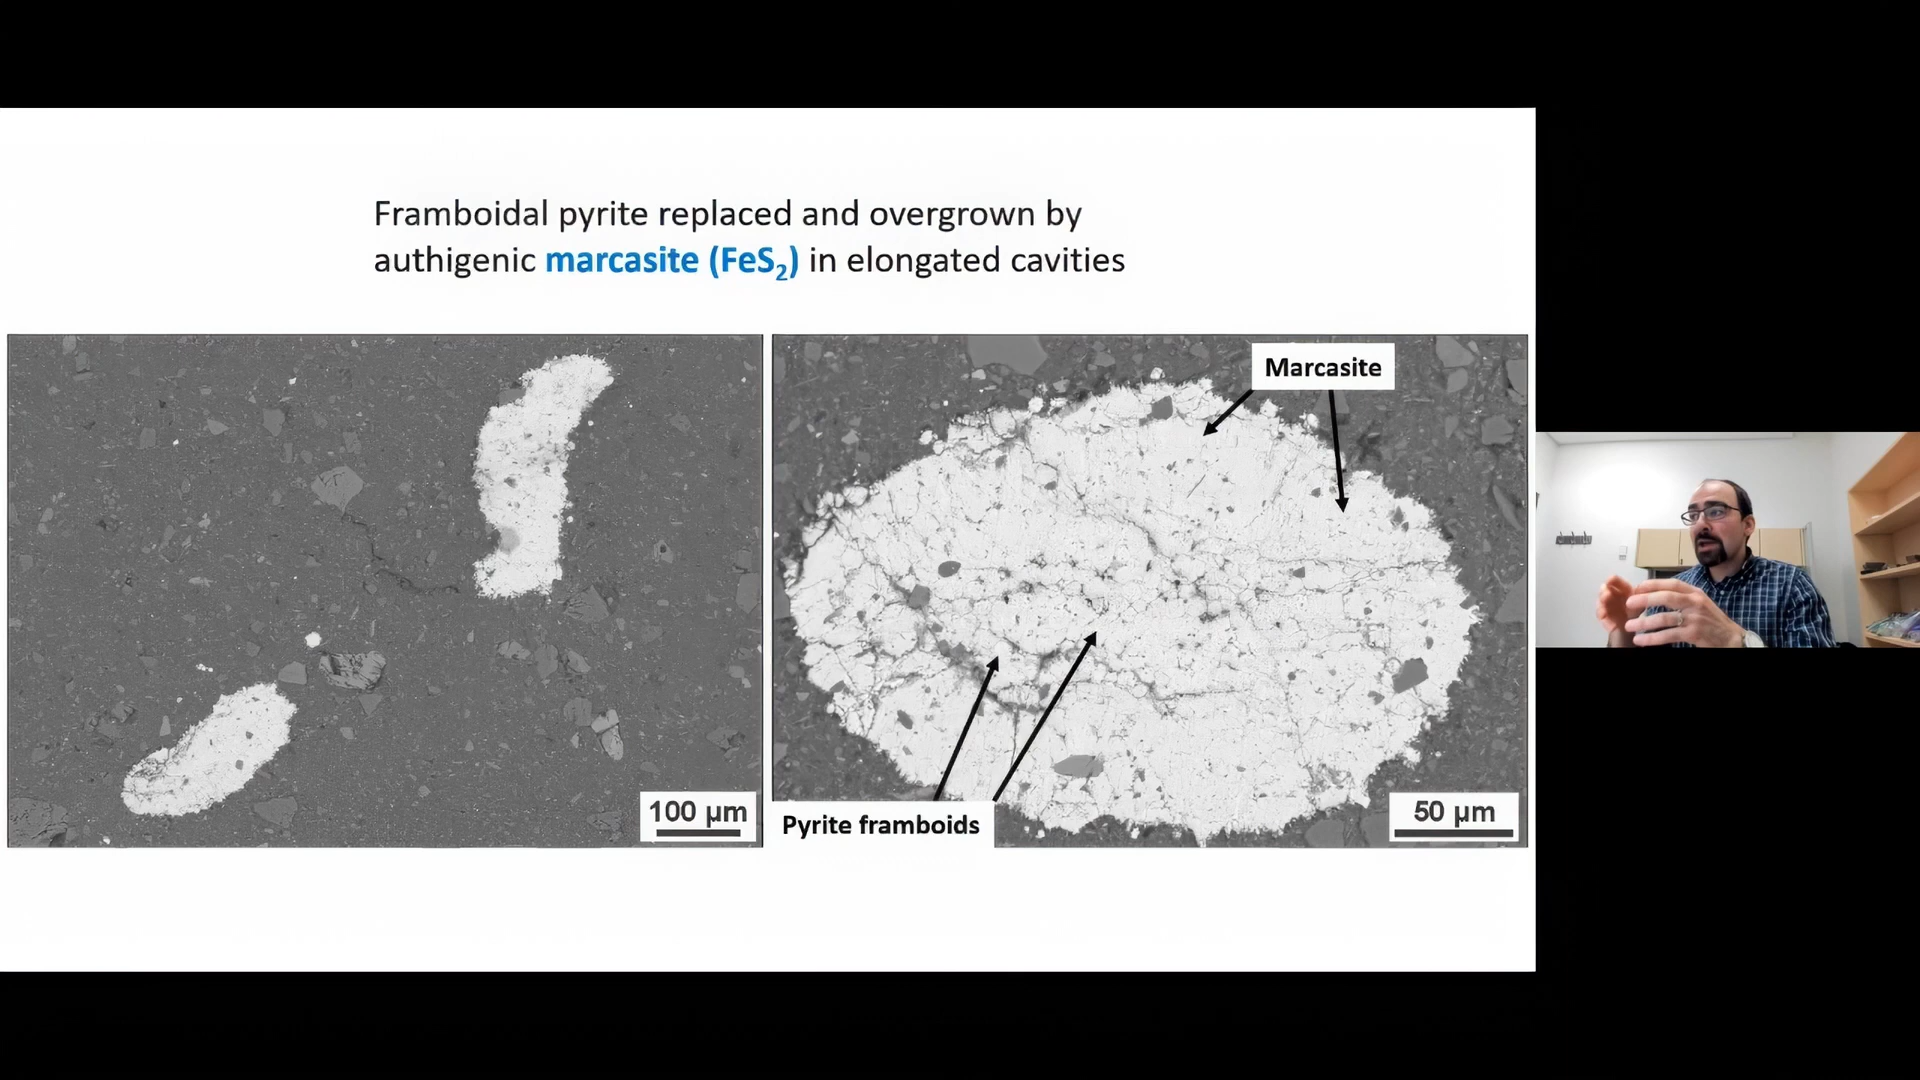 Framboidal pyrite replaced and overgrown by
authigenic marcasite (FeS₂) in elongated cavities
Marcasite
100 µm
Pyrite framboids
50 µm